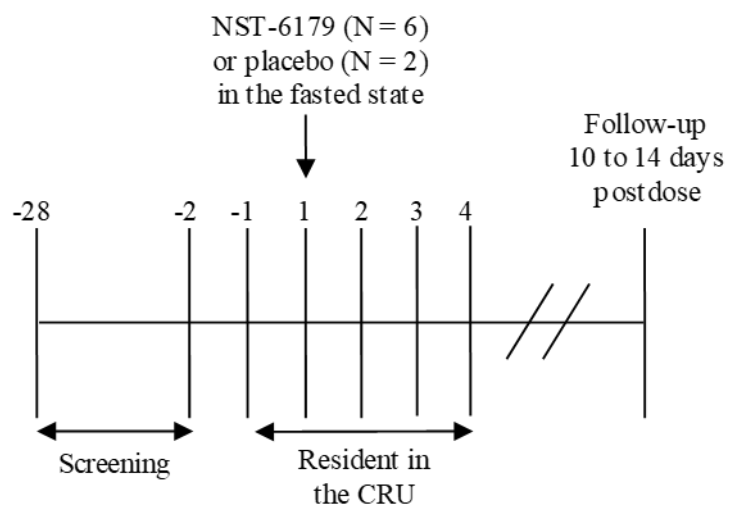 NST-6179 (N = 6)
or placebo (N = 2)
in the fasted state
Follow-up
10 to 14 days
postdose
-28 -2 -1 1 2 3 4
Screening
Resident in
the CRU